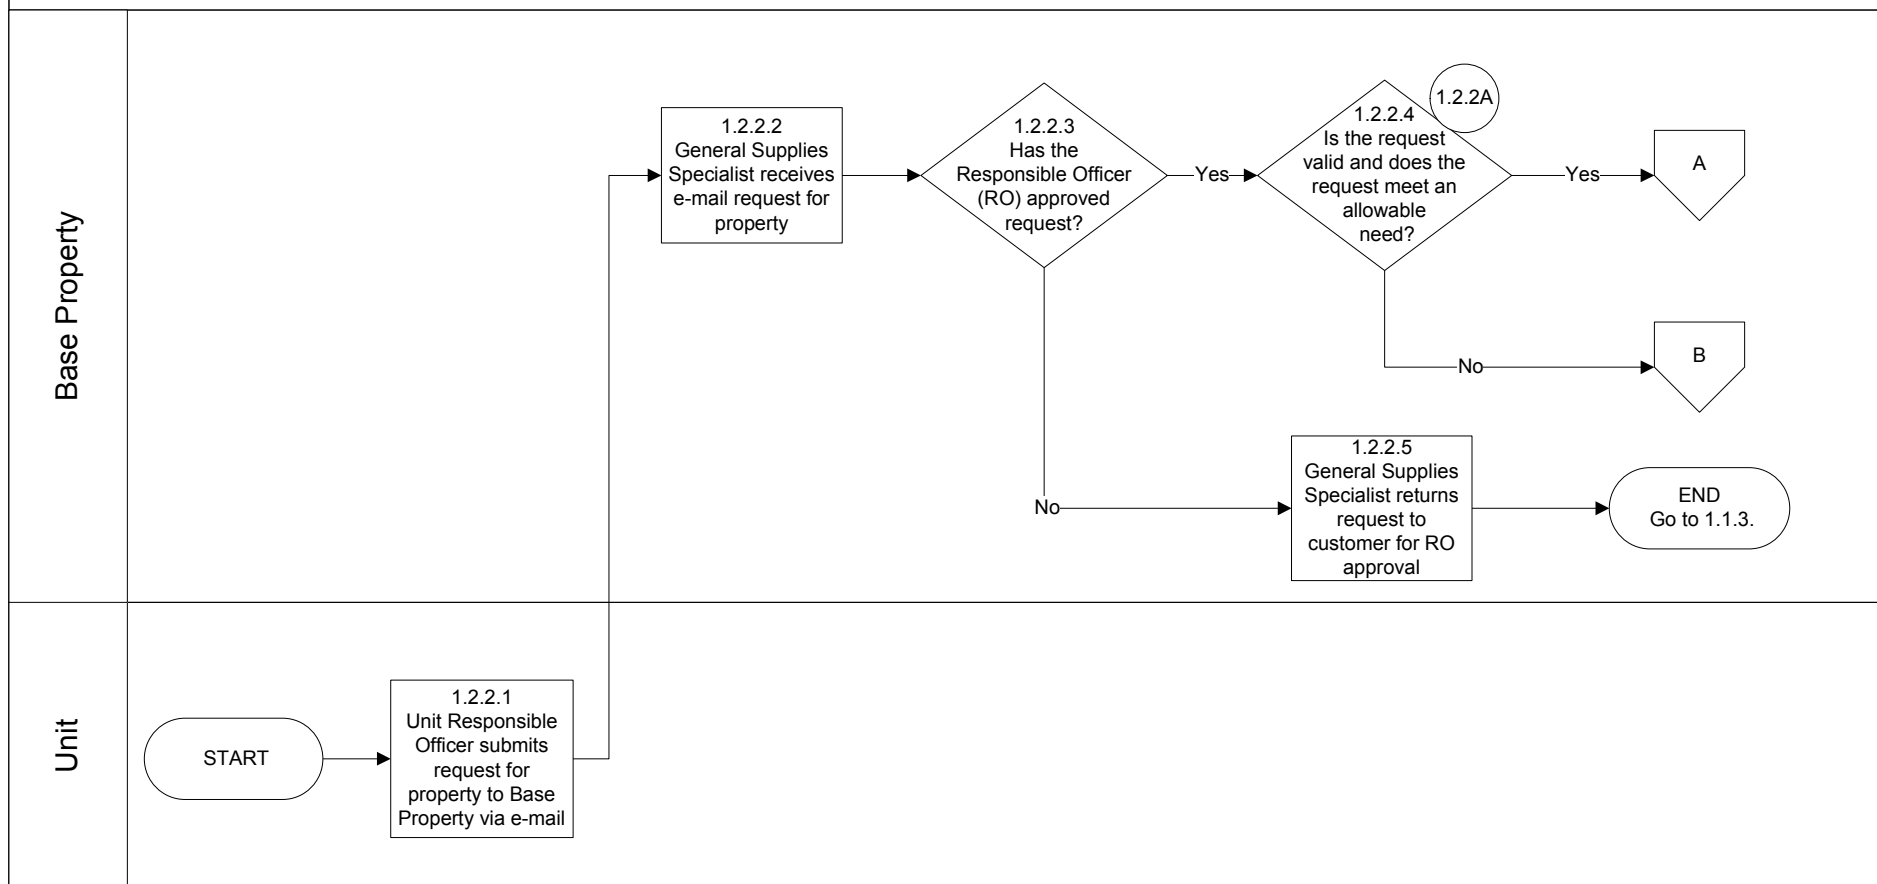 Base Property
1.2.2.2
General Supplies
Specialist receives
e-mail request for
property
1.2.2.3
Has the
Responsible Officer
(RO) approved
request?
Yes
1.2.2A
1.2.2.4
Is the request
valid and does the
request meet an
allowable
need?
Yes
A
No
B
No
1.2.2.5
General Supplies
Specialist returns
request to
customer for RO
approval
END
Go to 1.1.3.
Unit
START
1.2.2.1
Unit Responsible
Officer submits
request for
property to Base
Property via e-mail